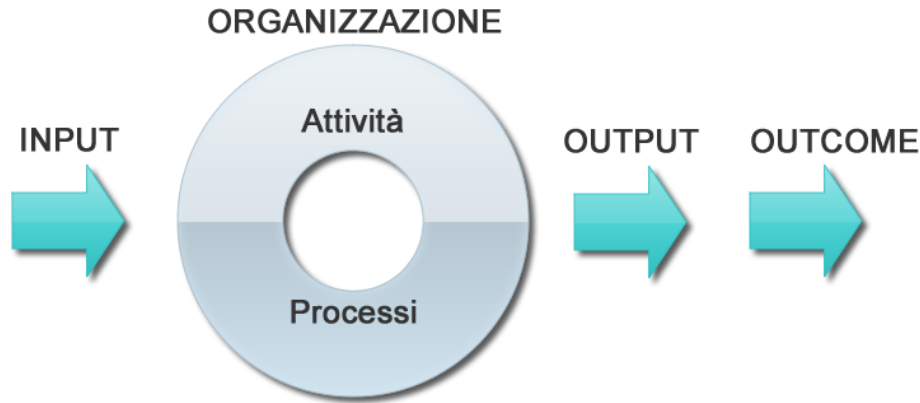 ORGANIZZAZIONE
Attività
INPUT
OUTPUT
OUTCOME
Processi